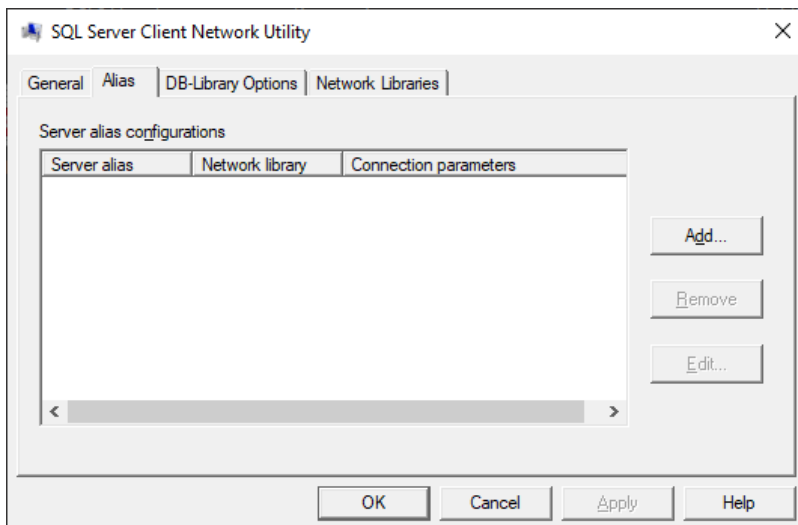 SQL Server Client Network Utility
General Alias DB-Library Options Network Libraries
Server alias configurations
Server alias Network library Connection parameters
Add...
Remove
Edit...
OK Cancel Apply Help